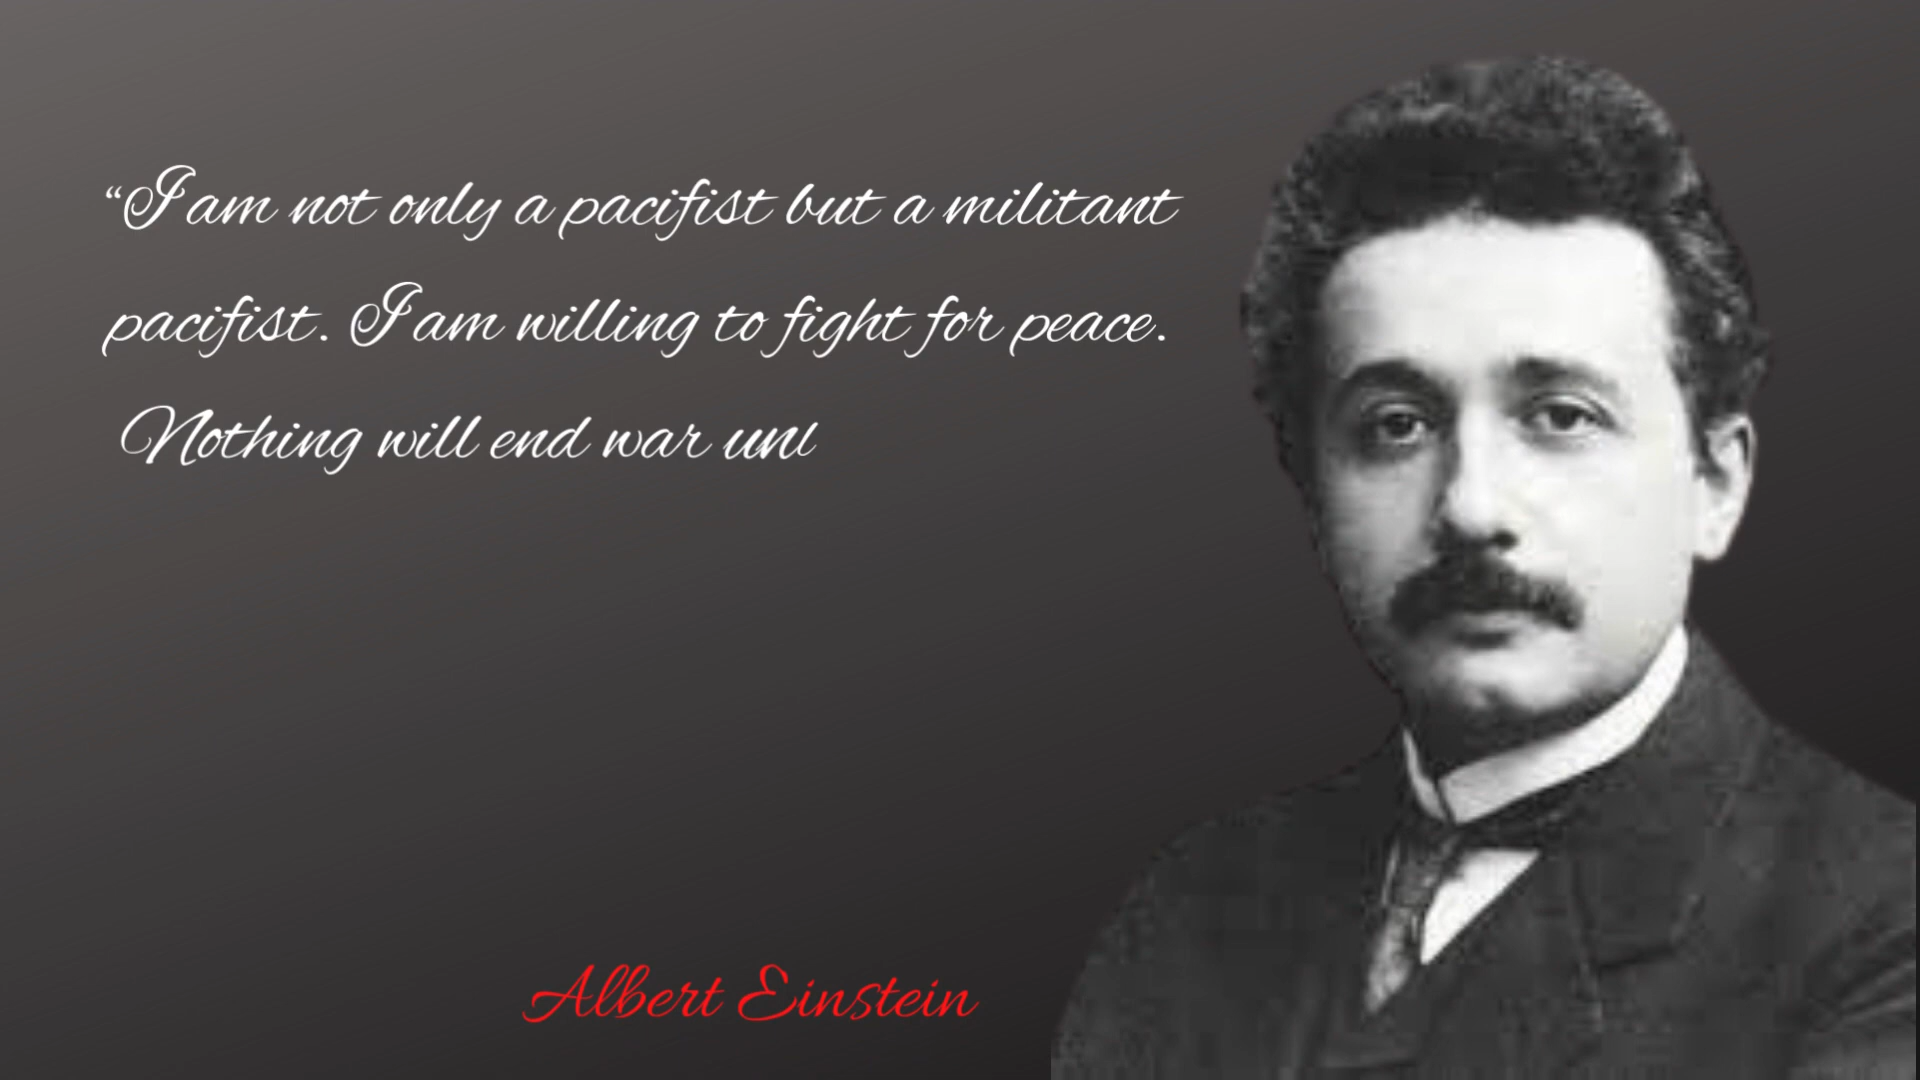 “I am not only a pacifist but a militant
pacifist. I am willing to fight for peace.
Nothing will end war unl
Albert Einstein